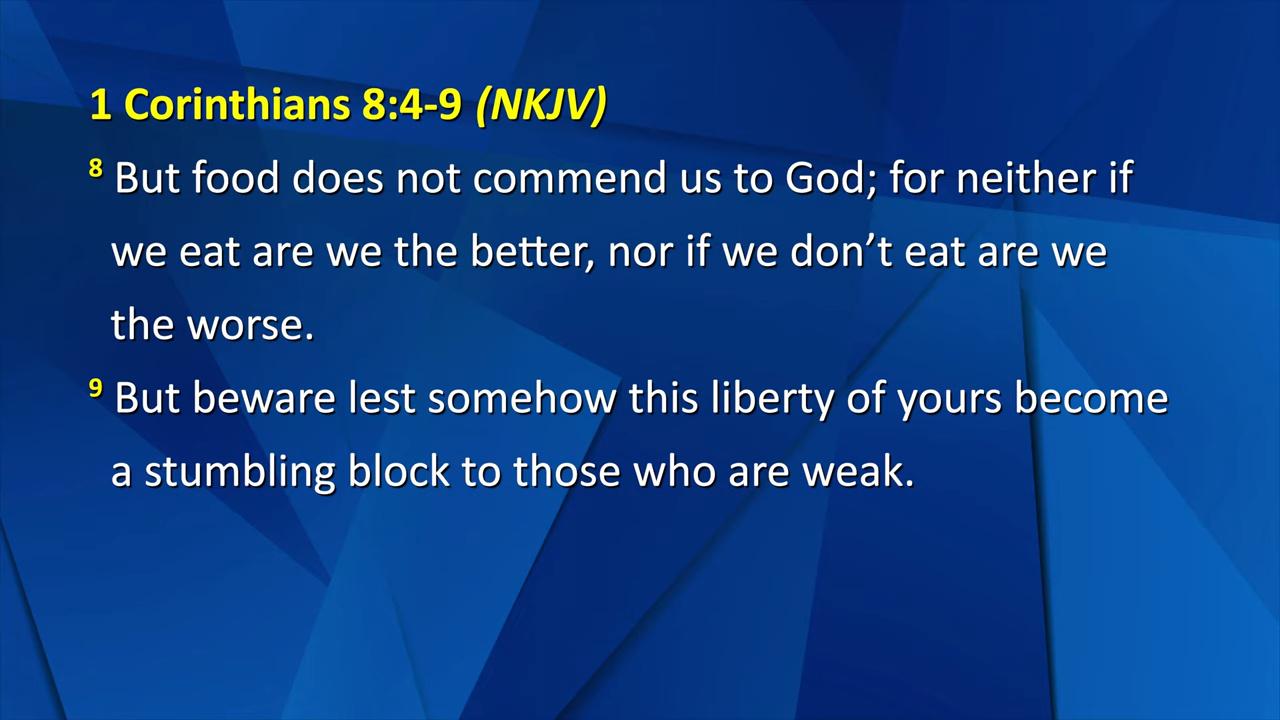 1 Corinthians 8:4-9 (NKJV)
8 But food does not commend us to God; for neither if
we eat are we the better, nor if we don’t eat are we
the worse.
9 But beware lest somehow this liberty of yours become
a stumbling block to those who are weak.